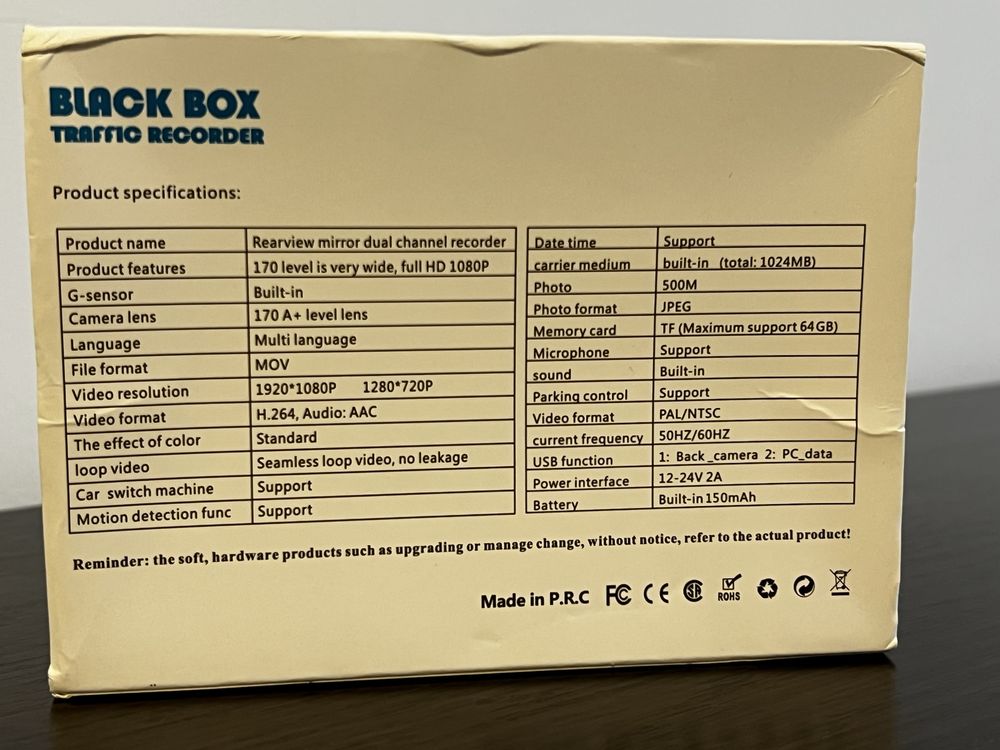 BLACK BOX
TRAFFIC RECORDER
Product specifications:
Product name Rearview mirror dual channel recorder
Product features 170 level is very wide, full HD 1080P
G-sensor Built-in
Camera lens 170 A+ level lens
Language Multi language
File format MOV
Video resolution 1920*1080P 1280*720P
Video format H.264, Audio: AAC
The effect of color Standard
loop video Seamless loop video, no leakage
Car switch machine Support
Motion detection func Support
Date time Support
carrier medium built-in (total: 1024MB)
Photo 500M
Photo format JPEG
Memory card TF (Maximum support 64GB)
Microphone Support
sound Built-in
Parking control Support
Video format PAL/NTSC
current frequency 50HZ/60HZ
USB function 1: Back_camera 2: PC_data
Power interface 12-24V 2A
Battery Built-in 150mAh
Reminder: the soft, hardware products such as upgrading or manage change, without notice, refer to the actual product!
Made in P.R.C FC CE ROHS